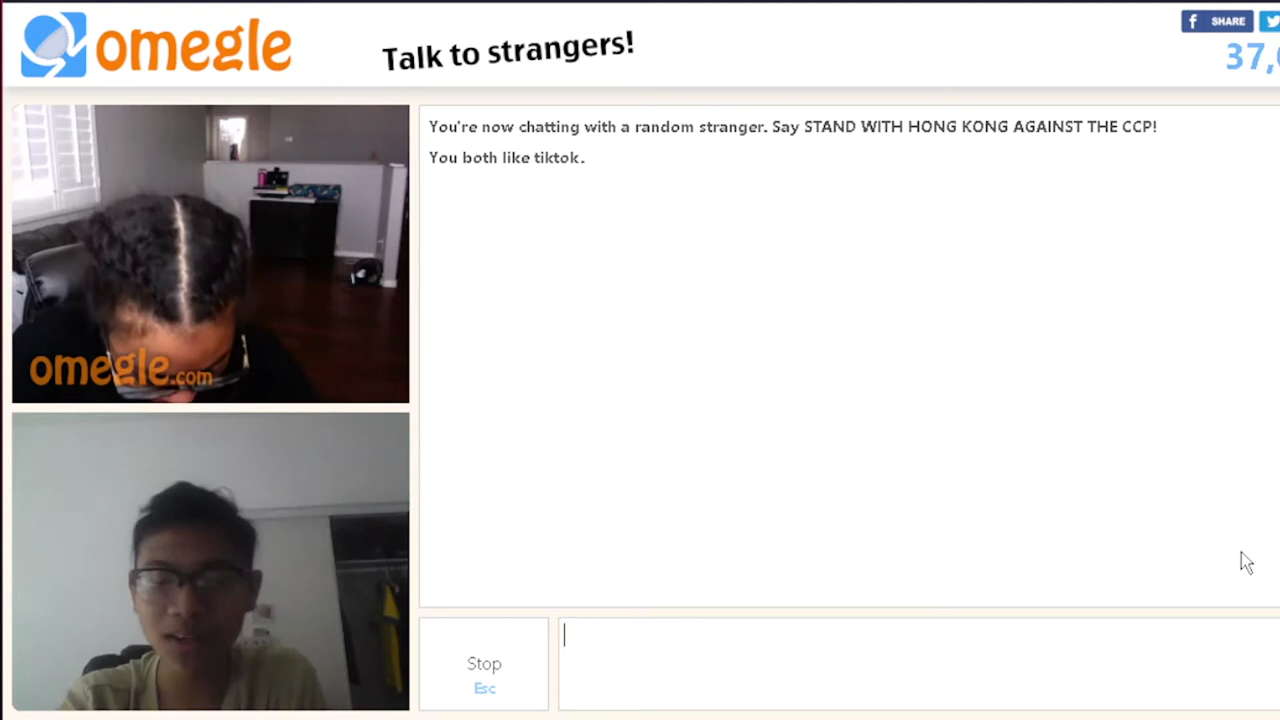 omegle
Talk to strangers!
SHARE
You're now chatting with a random stranger. Say STAND WITH HONG KONG AGAINST THE CCP!
You both like tiktok.
omegle.com
Stop
Esc